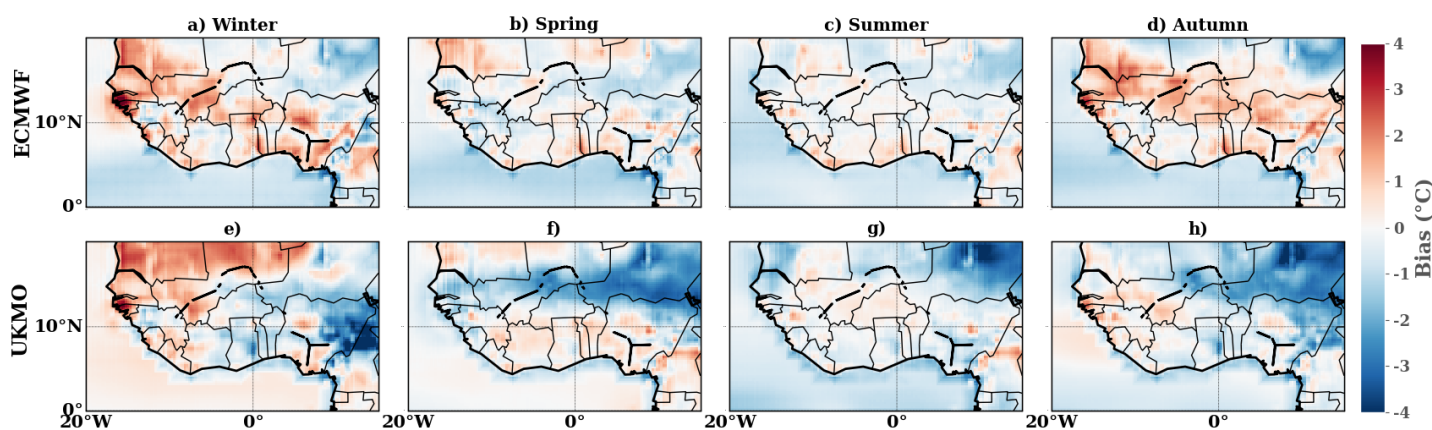 a) Winter
b) Spring
c) Summer
d) Autumn
ECMWF
10°N
0°
4
3
2
1
0
-1
-2
-3
-4
Bias (°C)
e)
f)
g)
h)
UKMO
10°N
0°
20°W
0°
20°W
0°
20°W
0°
20°W
0°